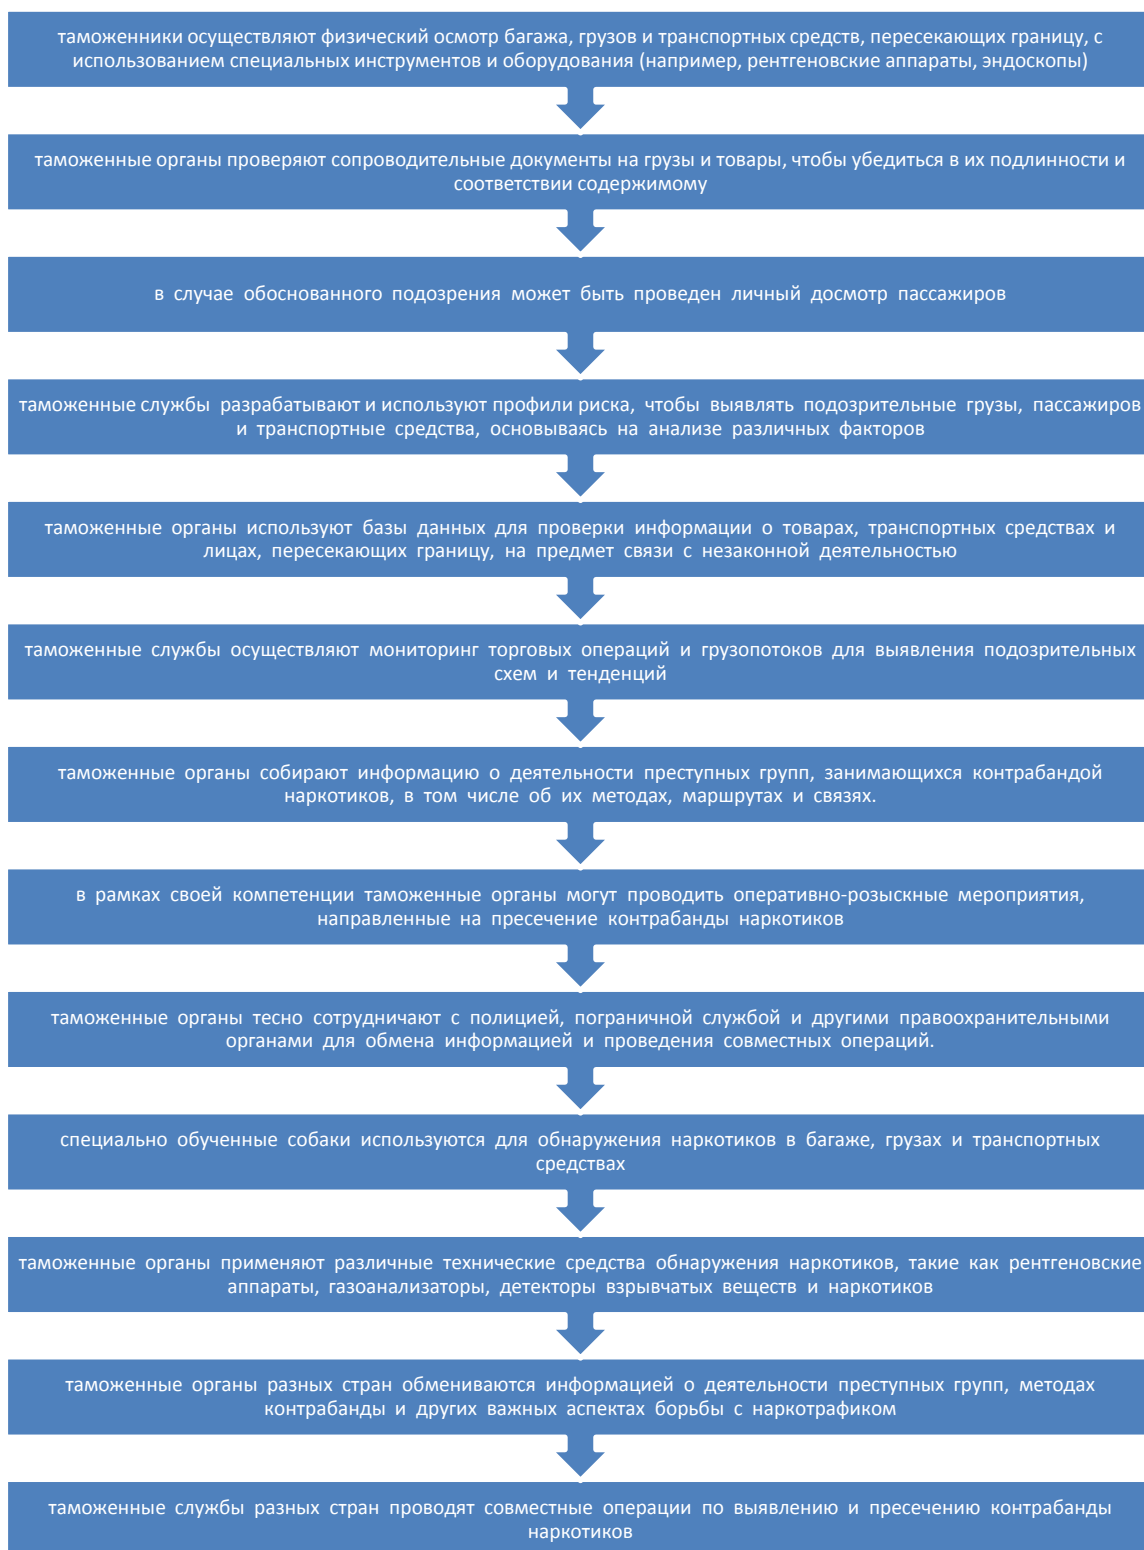 таможенники осуществляют физический осмотр багажа, грузов и транспортных средств, пересекающих границу, с
использованием специальных инструментов и оборудования (например, рентгеновские аппараты, эндоскопы)
таможенные органы проверяют сопроводительные документы на грузы и товары, чтобы убедиться в их подлинности и
соответствии содержимому
в случае обоснованного подозрения может быть проведен личный досмотр пассажиров
таможенные службы разрабатывают и используют профили риска, чтобы выявлять подозрительные грузы, пассажиров
и транспортные средства, основываясь на анализе различных факторов
таможенные органы используют базы данных для проверки информации о товарах, транспортных средствах и
лицах, пересекающих границу, на предмет связи с незаконной деятельностью
таможенные службы осуществляют мониторинг торговых операций и грузопотоков для выявления подозрительных
схем и тенденций
таможенные органы собирают информацию о деятельности преступных групп, занимающихся контрабандой
наркотиков, в том числе об их методах, маршрутах и связях.
в рамках своей компетенции таможенные органы могут проводить оперативно-розыскные мероприятия,
направленные на пресечение контрабанды наркотиков
таможенные органы тесно сотрудничают с полицией, пограничной службой и другими правоохранительными
органами для обмена информацией и проведения совместных операций.
специально обученные собаки используются для обнаружения наркотиков в багаже, грузах и транспортных
средствах
таможенные органы применяют различные технические средства обнаружения наркотиков, такие как рентгеновские
аппараты, газоанализаторы, детекторы взрывчатых веществ и наркотиков
таможенные органы разных стран обмениваются информацией о деятельности преступных групп, методах
контрабанды и других важных аспектах борьбы с наркотрафиком
таможенные службы разных стран проводят совместные операции по выявлению и пресечению контрабанды
наркотиков